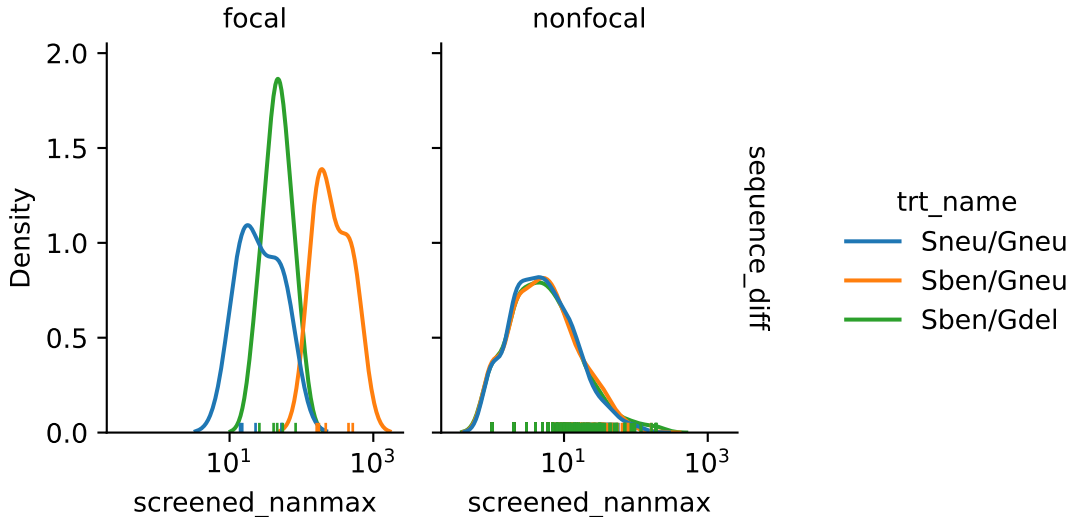 focal
nonfocal
2.0
1.5
1.0
0.5
0.0
Density
10¹
10³
screened_nanmax
10¹
10³
screened_nanmax
sequence_diff
trt_name
Sneu/Gneu
Sben/Gneu
Sben/Gdel